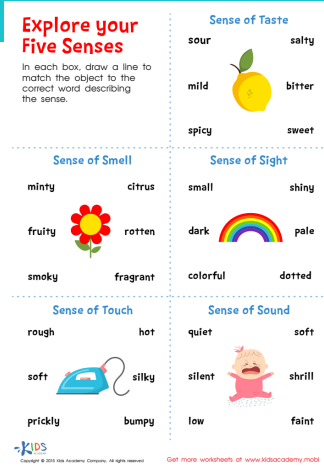 Explore your
Five Senses
In each box, draw a line to
match the object to the
correct word describing
the sense.
Sense of Taste
sour salty
mild bitter
spicy sweet
Sense of Smell
minty citrus
fruity rotten
smoky fragrant
Sense of Sight
small shiny
dark pale
colorful dotted
Sense of Touch
rough hot
soft silky
prickly bumpy
Sense of Sound
quiet soft
silent shrill
low faint
KIDS
Copyright © 2015 Kids Academy Company. All rights reserved
Get more worksheets at www.kidsacademy.mobi